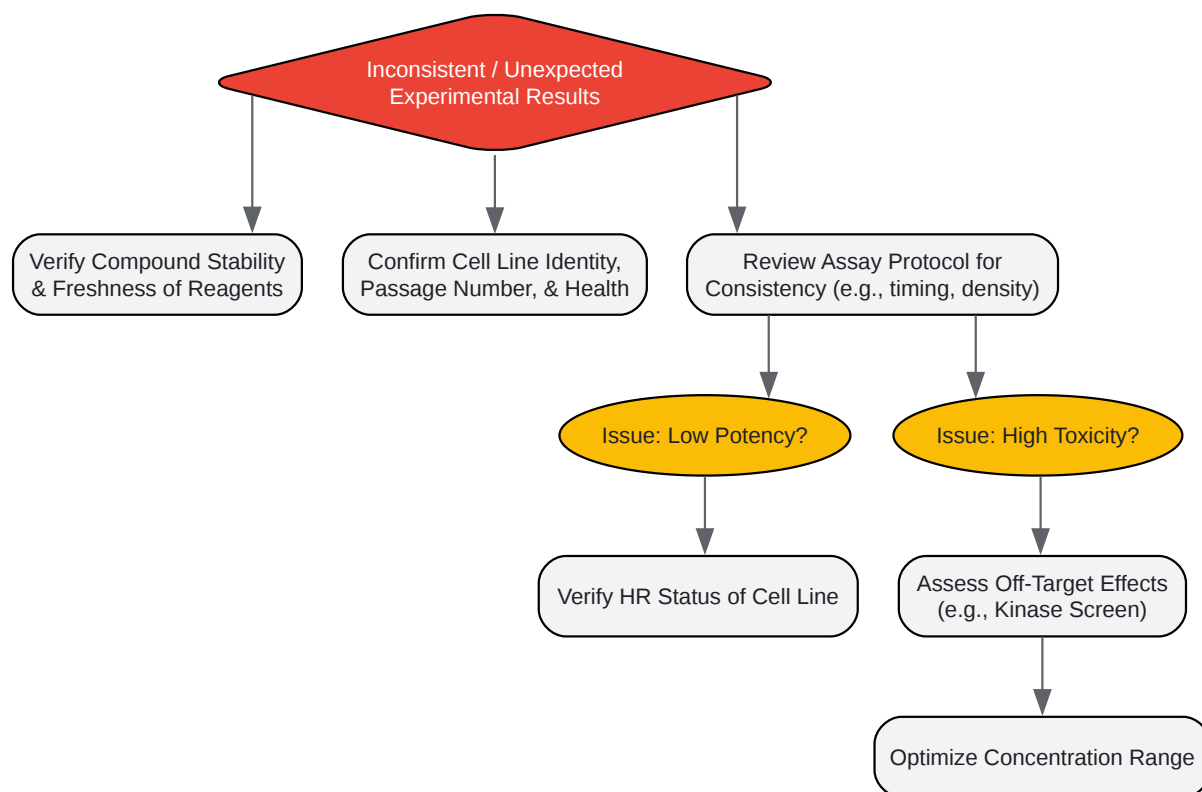 Inconsistent / Unexpected
Experimental Results
Verify Compound Stability
& Freshness of Reagents
Confirm Cell Line Identity,
Passage Number, & Health
Review Assay Protocol for
Consistency (e.g., timing, density)
Issue: Low Potency?
Issue: High Toxicity?
Verify HR Status of Cell Line
Assess Off-Target Effects
(e.g., Kinase Screen)
Optimize Concentration Range